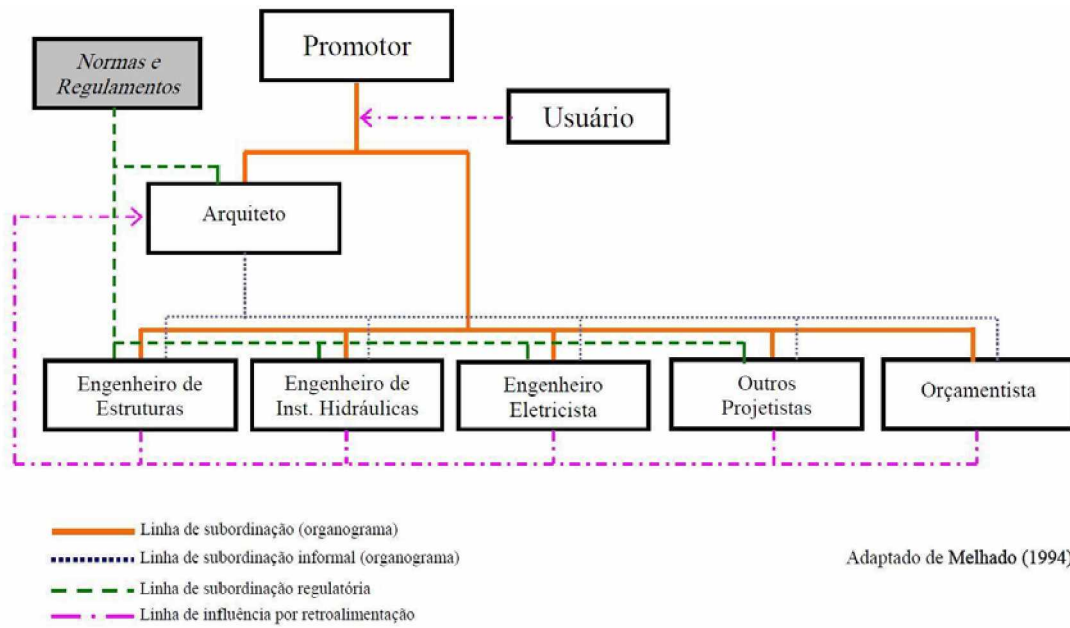 Promotor
Normas e
Regulamentos
Usuário
Arquiteto
Engenheiro de
Estruturas
Engenheiro de
Inst. Hidráulicas
Engenheiro
Eletricista
Outros
Projetistas
Orçamentista
Linha de subordinação (organograma)
Linha de subordinação informal (organograma)
Linha de subordinação regulatória
Linha de influência por retroalimentação
Adaptado de Melhado (1994)